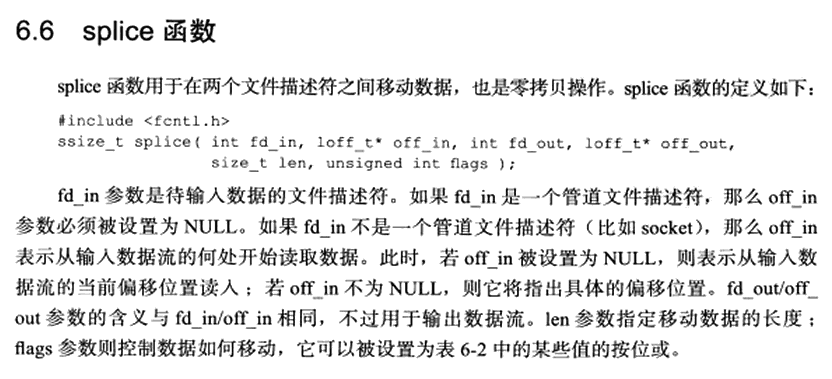 6.6 splice 函数
splice 函数用于在两个文件描述符之间移动数据，也是零拷贝操作。splice 函数的定义如下：
#include <fcntl.h>
ssize_t splice( int fd_in, loff_t* off_in, int fd_out, loff_t* off_out,
size_t len, unsigned int flags );
fd_in 参数是待输入数据的文件描述符。如果 fd_in 是一个管道文件描述符，那么 off_in
参数必须被设置为 NULL。如果 fd_in 不是一个管道文件描述符（比如 socket），那么 off_in
表示从输入数据流的何处开始读取数据。此时，若 off_in 被设置为 NULL，则表示从输入数
据流的当前偏移位置读入；若 off_in 不为 NULL，则它将指出具体的偏移位置。fd_out/off_
out 参数的含义与 fd_in/off_in 相同，不过用于输出数据流。len 参数指定移动数据的长度；
flags 参数则控制数据如何移动，它可以被设置为表 6-2 中的某些值的按位或。